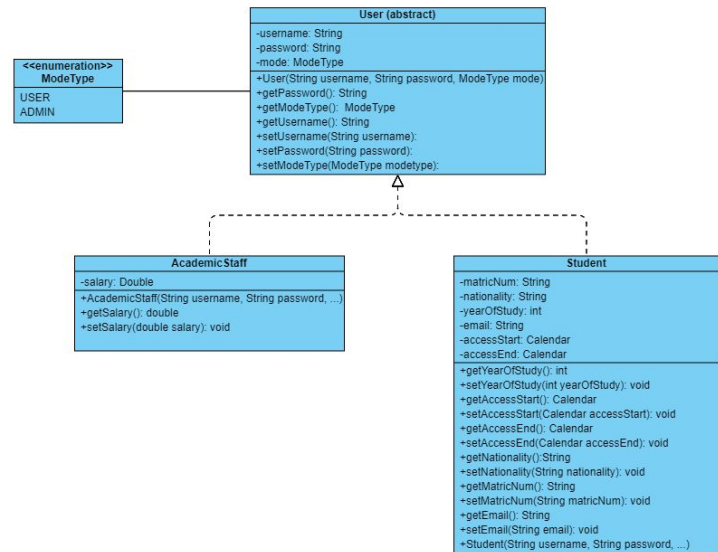 User (abstract)
-username: String
-password: String
-mode: ModeType
+User(String username, String password, ModeType mode)
+getPassword(): String
+getModeType():  ModeType
+getUsername(): String
+setUsername(String username):
+setPassword(String password):
+setModeType(ModeType modetype):
<<enumeration>>
ModeType
USER
ADMIN
AcademicStaff
-salary: Double
+AcademicStaff(String username, String password, ...)
+getSalary(): double
+setSalary(double salary): void
Student
-matricNum: String
-nationality: String
-yearOfStudy: int
-email: String
-accessStart: Calendar
-accessEnd: Calendar
+getYearOfStudy(): int
+setYearOfStudy(int yearOfStudy): void
+getAccessStart(): Calendar
+setAccessStart(Calendar accessStart): void
+getAccessEnd(): Calendar
+setAccessEnd(Calendar accessEnd): void
+getNationality():String
+setNationality(String nationality): void
+getMatricNum(): String
+setMatricNum(String matricNum): void
+getEmail(): String
+setEmail(String email): void
+Student(String username, String password, ...)